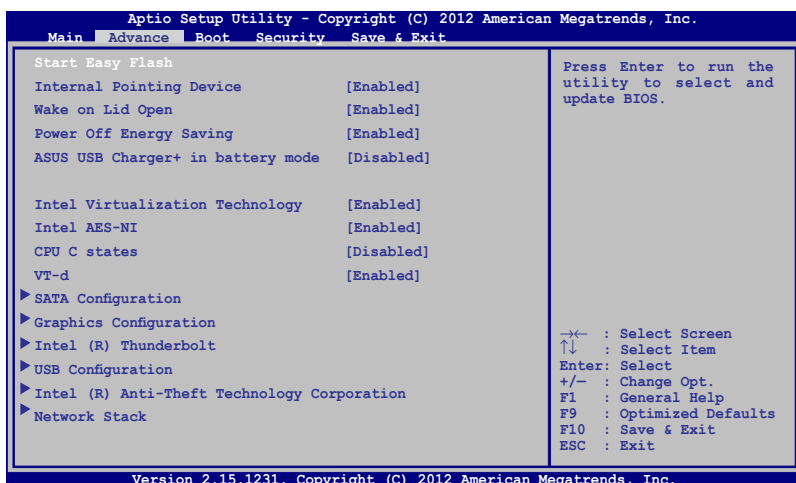 Aptio Setup Utility - Copyright (C) 2012 American Megatrends, Inc.
Main Advance Boot Security Save & Exit
Start Easy Flash
Internal Pointing Device [Enabled]
Wake on Lid Open [Enabled]
Power Off Energy Saving [Enabled]
ASUS USB Charger+ in battery mode [Disabled]
Intel Virtualization Technology [Enabled]
Intel AES-NI [Enabled]
CPU C states [Disabled]
VT-d [Enabled]
SATA Configuration
Graphics Configuration
Intel (R) Thunderbolt
USB Configuration
Intel (R) Anti-Theft Technology Corporation
Network Stack
Press Enter to run the
utility to select and
update BIOS.
→← : Select Screen
↑↓ : Select Item
Enter: Select
+/— : Change Opt.
F1 : General Help
F9 : Optimized Defaults
F10 : Save & Exit
ESC : Exit
Version 2.15.1231. Copyright (C) 2012 American Megatrends, Inc.